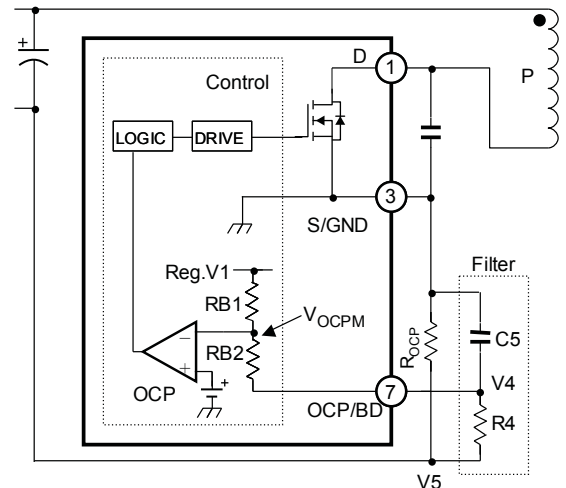 +
D
1
P
Control
LOGIC
DRIVE
3
S/GND
Filter
Reg.V1
RB1
VOCPM
ROCP
C5
−
RB2
+
+
V4
OCP
7
OCP/BD
R4
V5